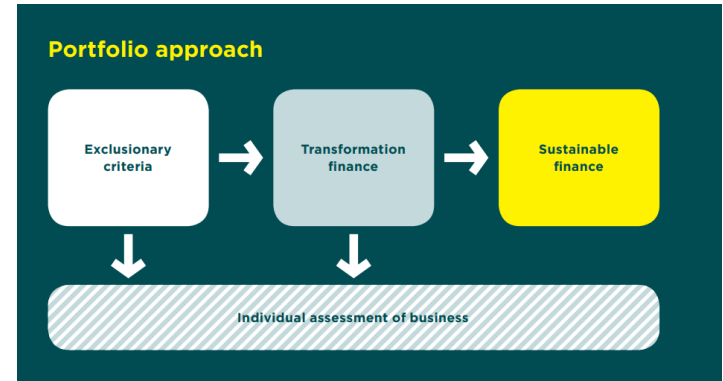 Portfolio approach
Exclusionary
criteria
Transformation
finance
Sustainable
finance
Individual assessment of business